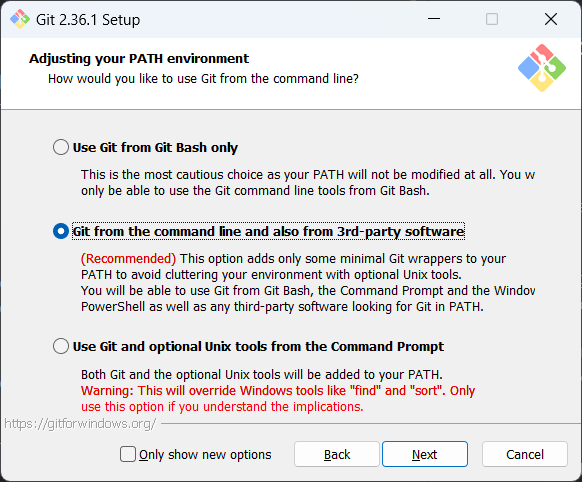 Git 2.36.1 Setup
Adjusting your PATH environment
How would you like to use Git from the command line?
Use Git from Git Bash only
This is the most cautious choice as your PATH will not be modified at all. You w
only be able to use the Git command line tools from Git Bash.
Git from the command line and also from 3rd-party software
(Recommended) This option adds only some minimal Git wrappers to your
PATH to avoid cluttering your environment with optional Unix tools.
You will be able to use Git from Git Bash, the Command Prompt and the Window
PowerShell as well as any third-party software looking for Git in PATH.
Use Git and optional Unix tools from the Command Prompt
Both Git and the optional Unix tools will be added to your PATH.
Warning: This will override Windows tools like "find" and "sort". Only
use this option if you understand the implications.
https://gitforwindows.org/
Only show new options
Back
Next
Cancel